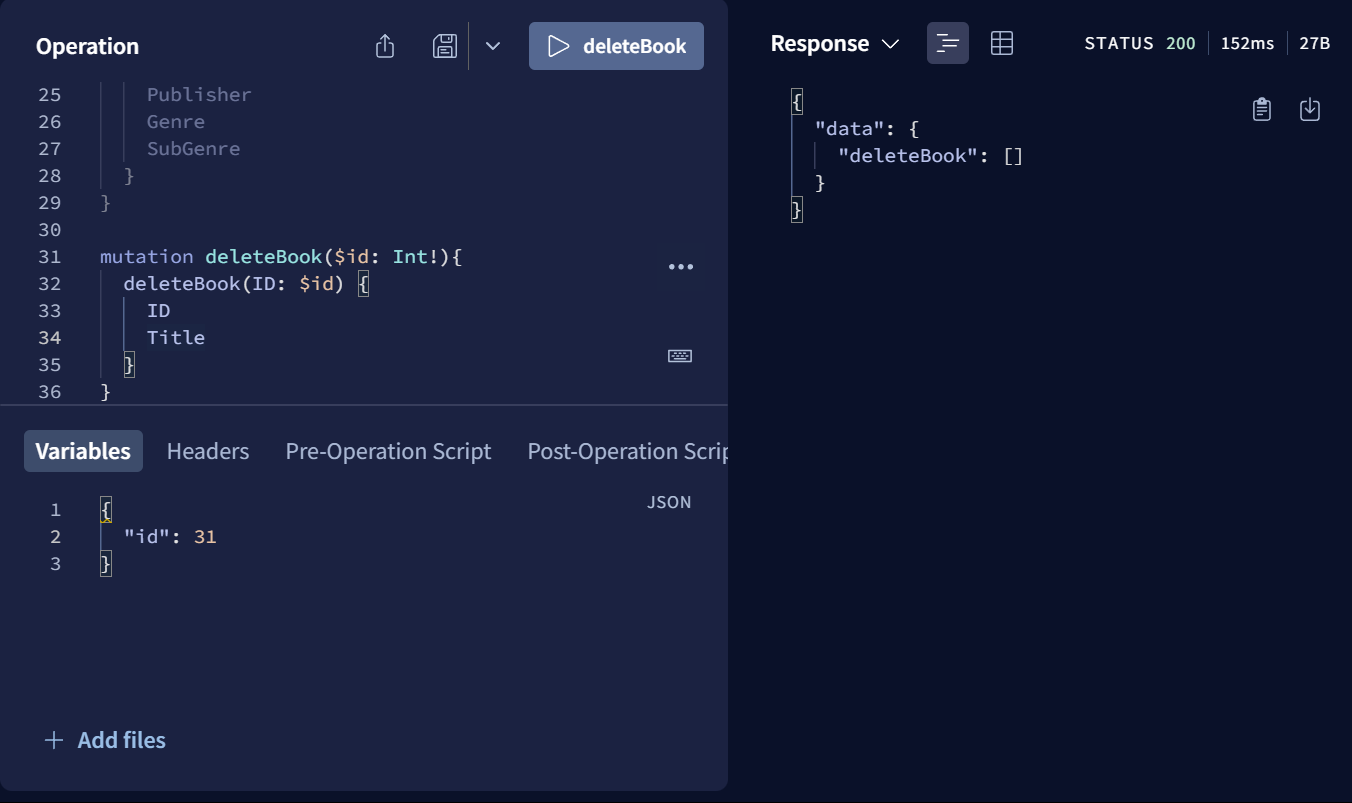 Operation
deleteBook
25 Publisher
26 Genre
27 SubGenre
28 }
29 }
30
31 mutation deleteBook($id: Int!){
32 deleteBook(ID: $id) {
33 ID
34 Title
35 }
36 }
Variables Headers Pre-Operation Script Post-Operation Scrip
JSON
1 {
2 "id": 31
3 }
Add files
Response
STATUS 200 152ms 27B
{
"data": {
"deleteBook": []
}
}